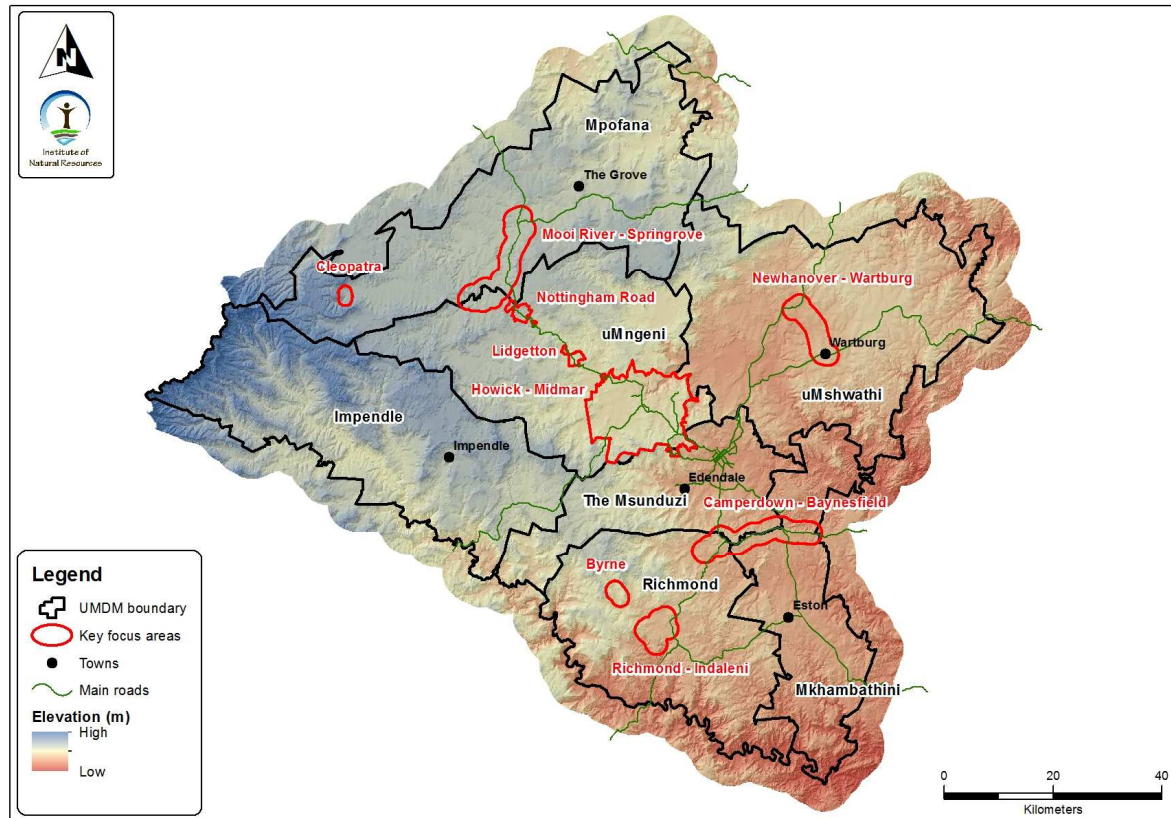 N
Institute of
Natural Resources
Mpofana
The Grove
Mooi River - Springrove
Cleopatra
Newhanover - Wartburg
Nottingham Road
uMngeni
Lidgetton
Wartburg
Howick - Midmar
uMshwathi
Impendle
Impendle
Edendale
The Msunduzi
Camperdown - Baynesfield
Byrne
Richmond
Eston
Richmond - Indaleni
Mkhambathini
Legend
UMDM boundary
Key focus areas
Towns
Main roads
Elevation (m)
High
Low
0 20 40
Kilometers